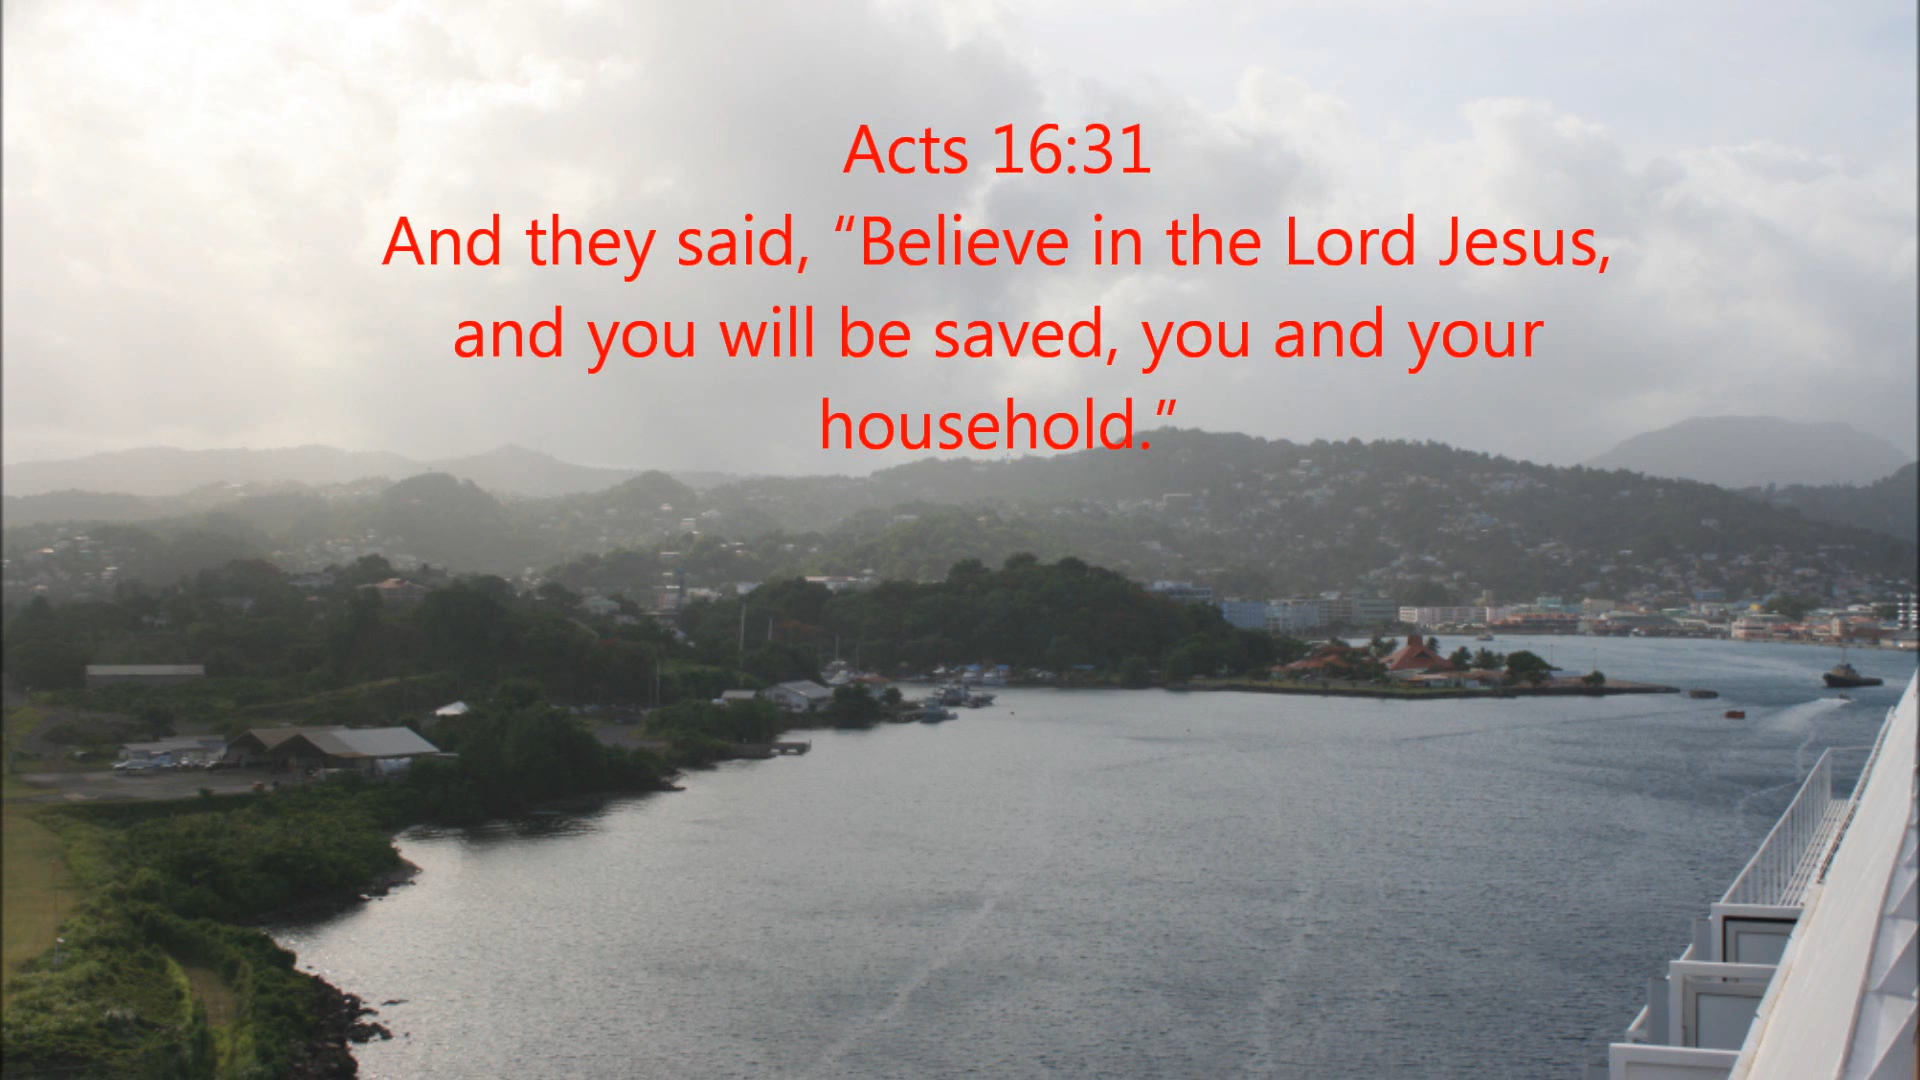 Acts 16:31
And they said, “Believe in the Lord Jesus,
and you will be saved, you and your
household.”